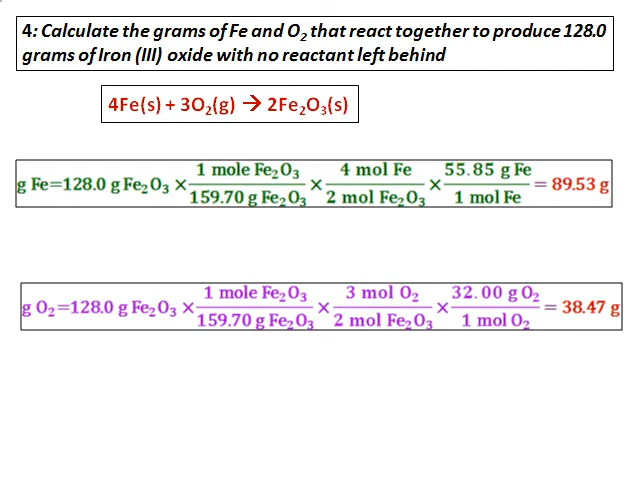 4: Calculate the grams of Fe and O₂ that react together to produce 128.0
grams of Iron (III) oxide with no reactant left behind
4Fe(s) + 3O₂(g) → 2Fe₂O₃(s)
g Fe=128.0 g Fe₂O₃ × (1 mole Fe₂O₃)/(159.70 g Fe₂O₃) × (4 mol Fe)/(2 mol Fe₂O₃) × (55.85 g Fe)/(1 mol Fe) = 89.53 g
g O₂=128.0 g Fe₂O₃ × (1 mole Fe₂O₃)/(159.70 g Fe₂O₃) × (3 mol O₂)/(2 mol Fe₂O₃) × (32.00 g O₂)/(1 mol O₂) = 38.47 g